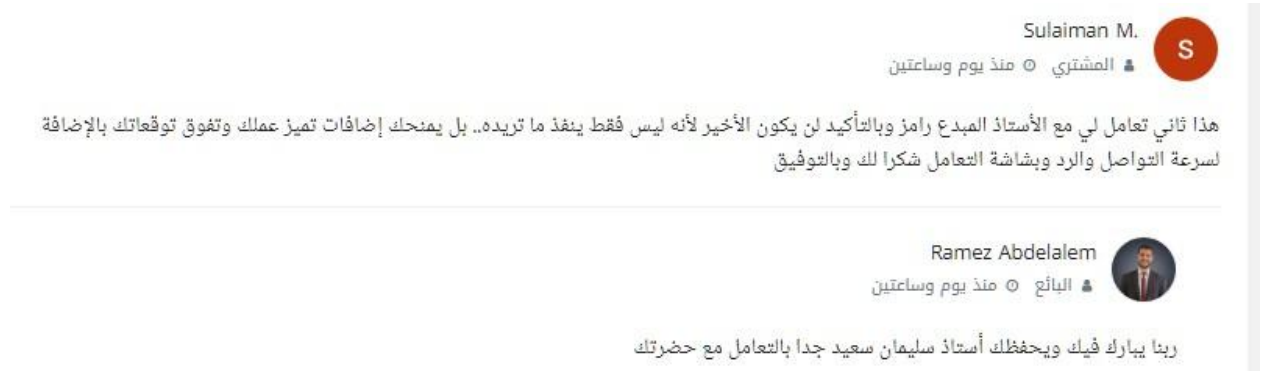 Sulaiman M.
S
المشتري منذ يوم وساعتين
هذا ثاني تعامل لي مع الأستاذ المبدع رامز وبالتأكيد لن يكون الأخير لأنه ليس فقط ينفذ ما تريده.. بل يمنحك إضافات تميز عملك وتفوق توقعاتك بالإضافة
لسرعة التواصل والرد وبشاشة التعامل شكرا لك وبالتوفيق
Ramez Abdelalem
البائع منذ يوم وساعتين
ربنا يبارك فيك ويحفظك أستاذ سليمان سعيد جدا بالتعامل مع حضرتك